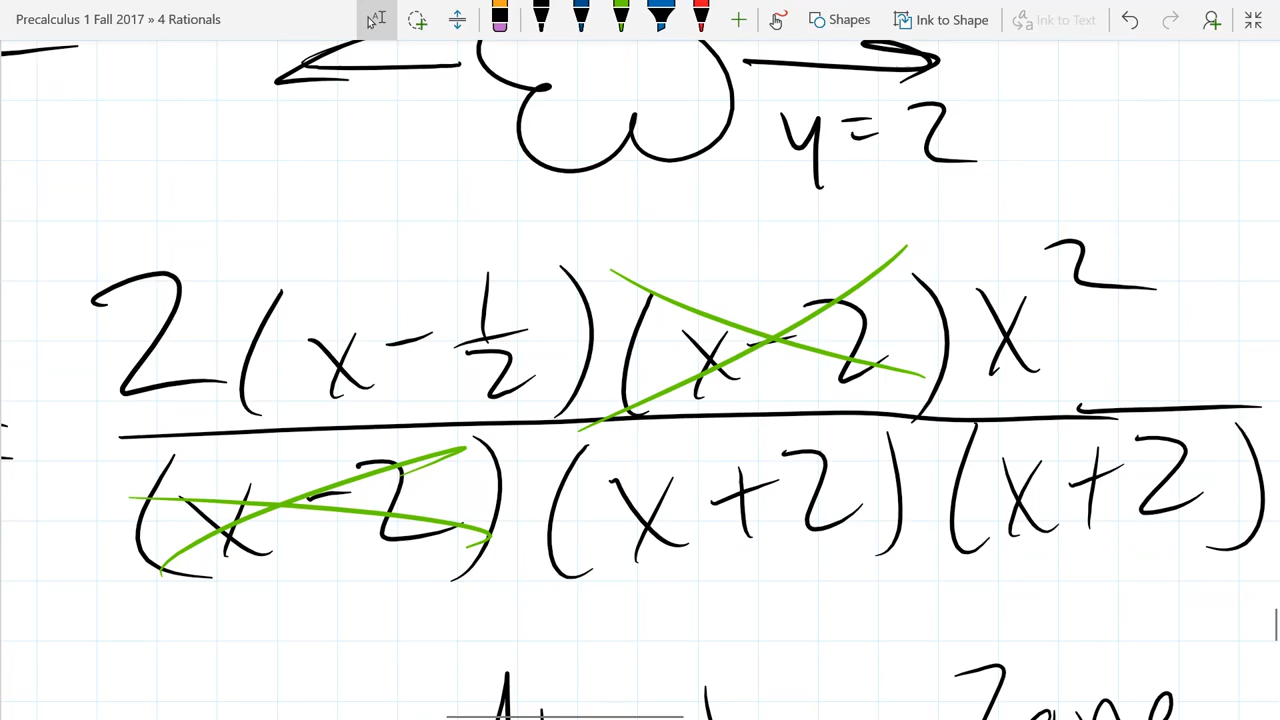 Precalculus 1 Fall 2017 » 4 Rationals Shapes Ink to Shape Ink to Text
y = 2
2(x - 1/2)(x - 2)x^2
(x - 2)(x + 2)(x + 2)